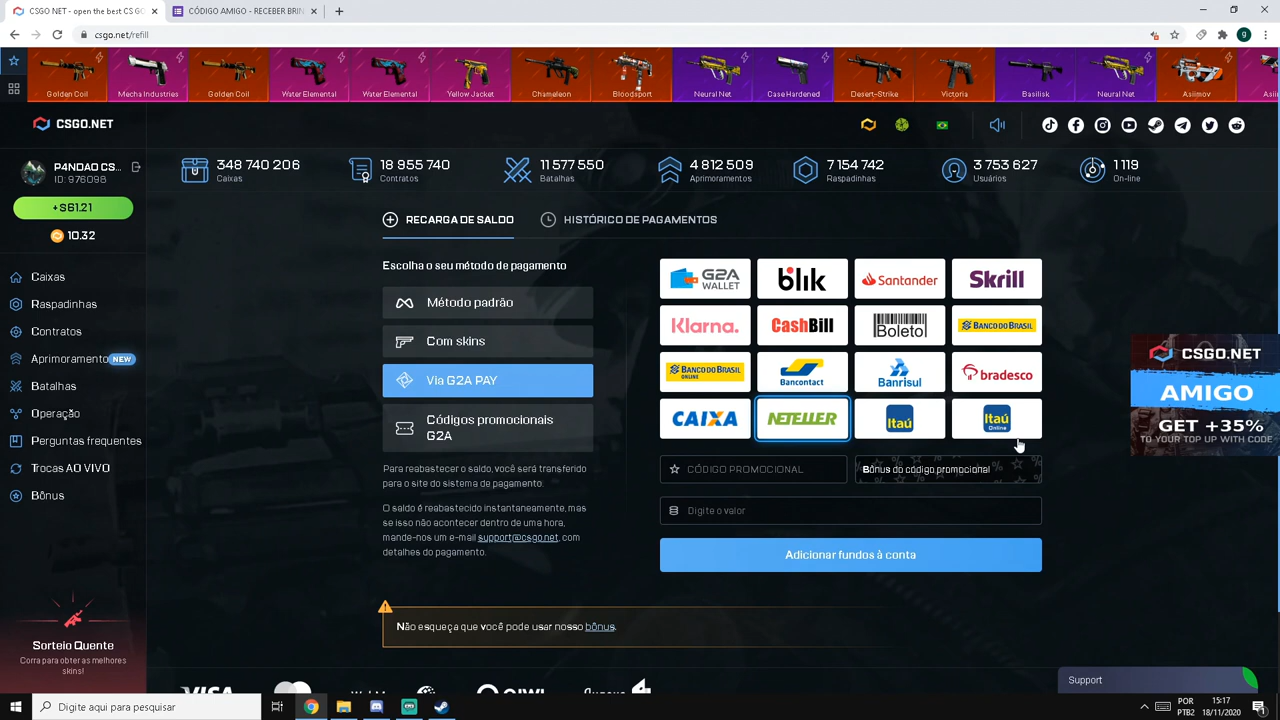 CSGO NET - open the best CS GO
CÓDIGO AMIGO - RECEBER BRIN
csgo.net/refill
Golden Coil
Mecha Industries
Golden Coil
Water Elemental
Water Elemental
Yellow Jacket
Chameleon
Bloodsport
Neural Net
Case Hardened
Desert-Strike
Victoria
Basilisk
Neural Net
Asiimov
Asii
CSGO.NET
P4NDAO CS...
ID: 976098
+$61.21
10.32
348 740 206
Caixas
18 955 740
Contratos
11 577 550
Batalhas
4 812 509
Aprimoramentos
7 154 742
Raspadinhas
3 753 627
Usuários
1 119
On-line
Caixas
Raspadinhas
Contratos
Aprimoramento NEW
Batalhas
Operação
Perguntas frequentes
Trocas AO VIVO
Bônus
Sorteio Quente
Corra para obter as melhores
skins!
RECARGA DE SALDO
HISTÓRICO DE PAGAMENTOS
Escolha o seu método de pagamento
Método padrão
Com skins
Via G2A PAY
Códigos promocionais
G2A
Para reabastecer o saldo, você será transferido
para o site do sistema de pagamento.
O saldo é reabastecido instantaneamente, mas
se isso não acontecer dentro de uma hora,
mande-nos um e-mail support@csgo.net, com
detalhes do pagamento.
G2A WALLET
blik
Santander
Skrill
Klarna.
CashBill
Boleto
BANCO DO BRASIL
BANCO DO BRASIL ONLINE
Bancontact
Banrisul
bradesco
CAIXA
NETELLER
Itaú
Itaú Online
CÓDIGO PROMOCIONAL
Bônus do código promocional
Digite o valor
Adicionar fundos à conta
Não esqueça que você pode usar nosso bônus.
CSGO.NET
AMIGO
GET +35%
TO YOUR TOP UP WITH CODE
VISA
QIWI
Support
Digite aqui para pesquisar
POR
PTB2
15:17
18/11/2020